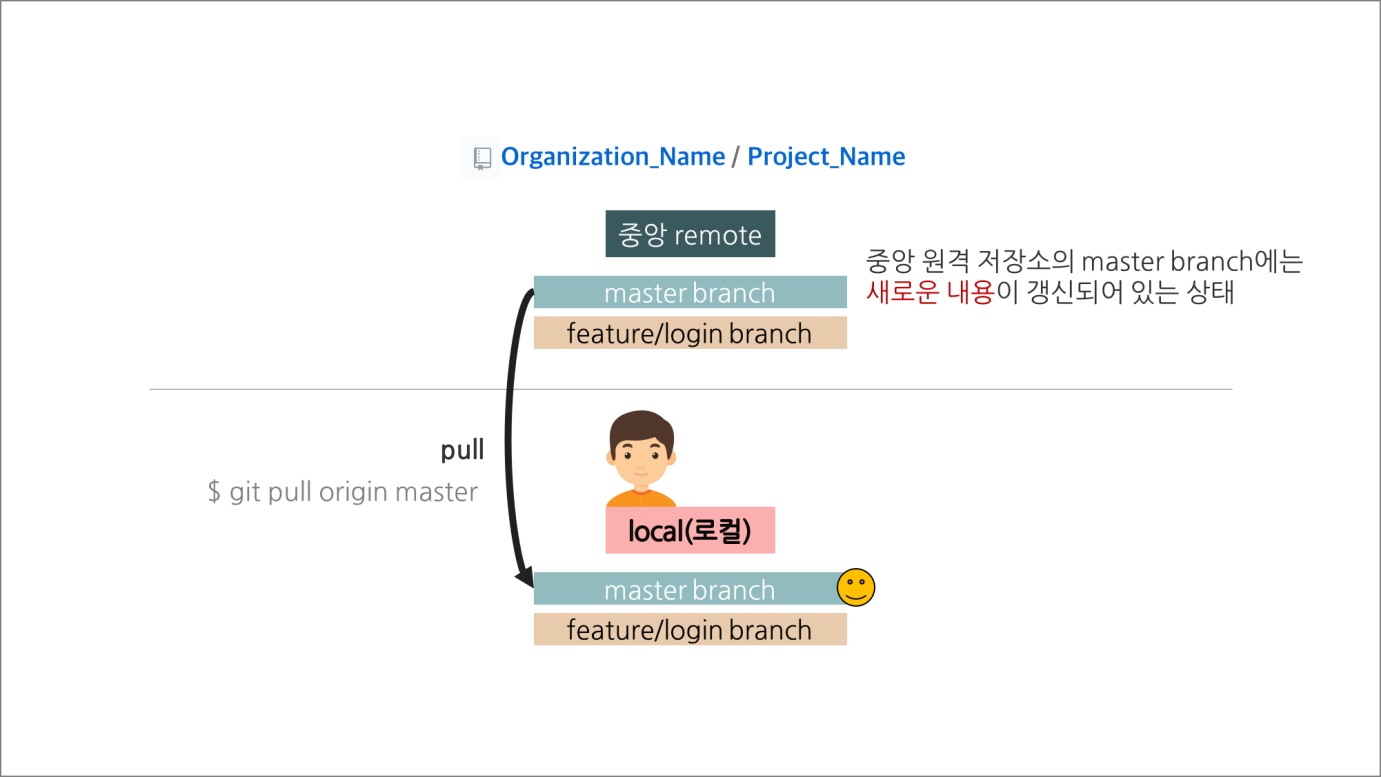 Organization_Name / Project_Name
중앙 remote
master branch
feature/login branch
중앙 원격 저장소의 master branch에는
새로운 내용이 갱신되어 있는 상태
pull
$ git pull origin master
local(로컬)
master branch
feature/login branch